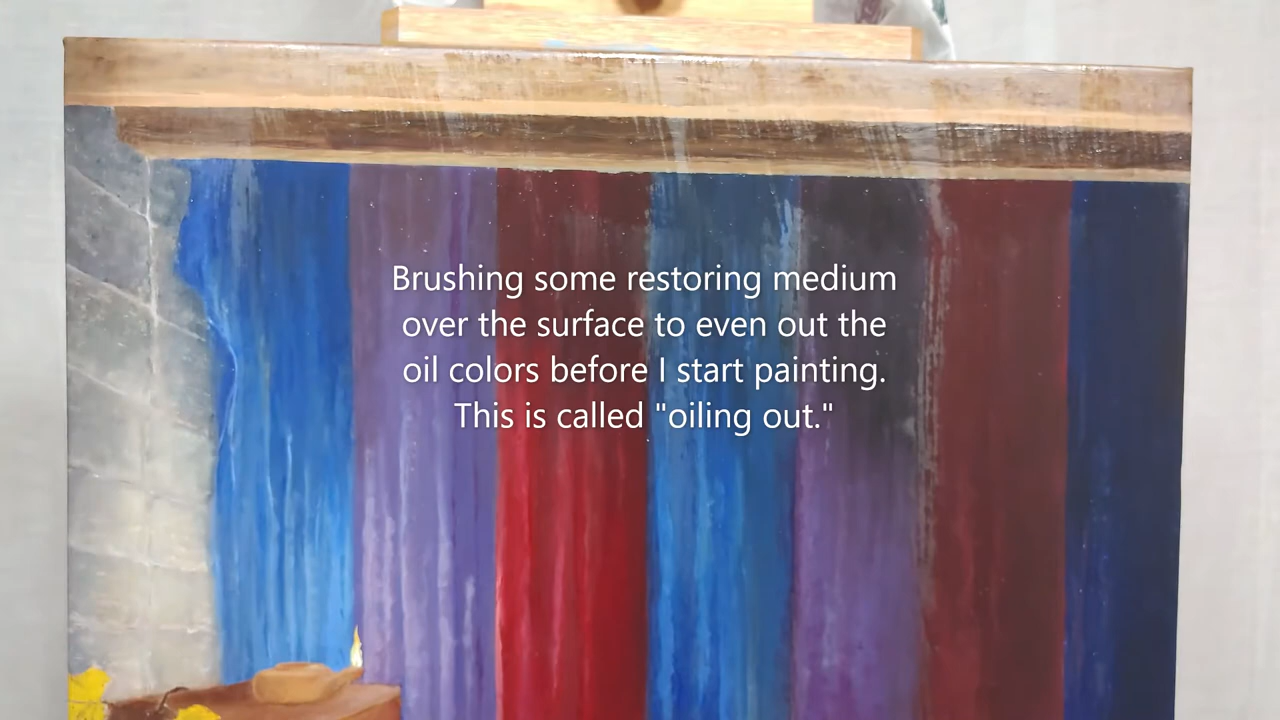 Brushing some restoring medium
over the surface to even out the
oil colors before I start painting.
This is called "oiling out."